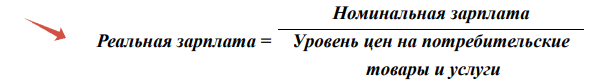 Номинальная зарплата
Реальная зарплата =
Уровень цен на потребительские
товары и услуги